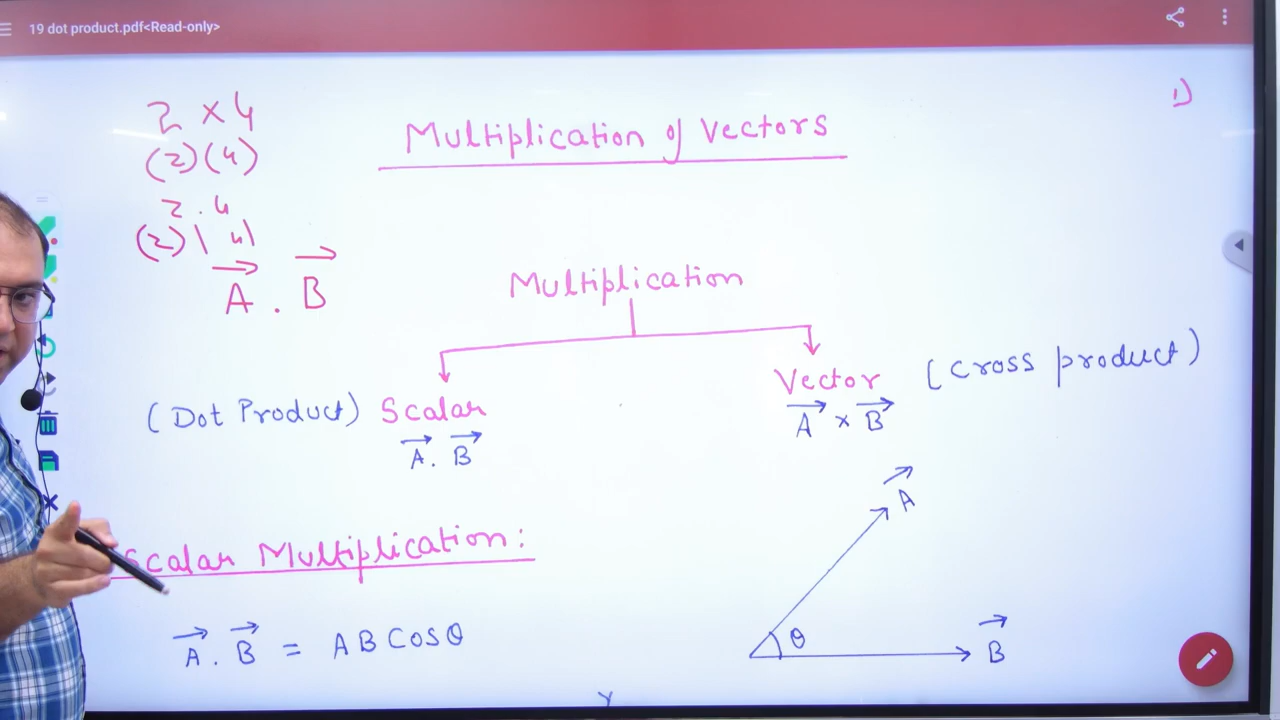 19 dot product.pdf<Read-only>
1)
2 × 4
(2)(4)
2 . 4
(2)( 4)
A . B
Multiplication of Vectors
Multiplication
(Dot Product) Scalar
A . B
Vector (Cross product)
A × B
Scalar Multiplication:
A . B = A B Cos θ
A
θ
B